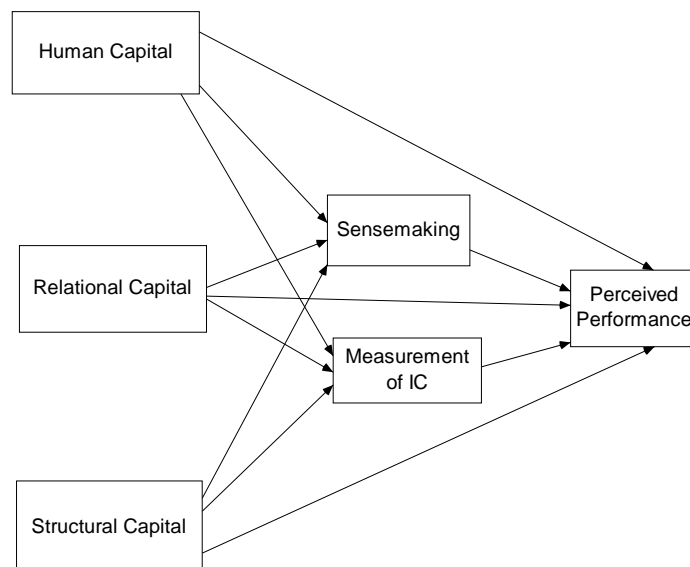 Human Capital
Sensemaking
Relational Capital
Perceived
Performance
Measurement
of IC
Structural Capital